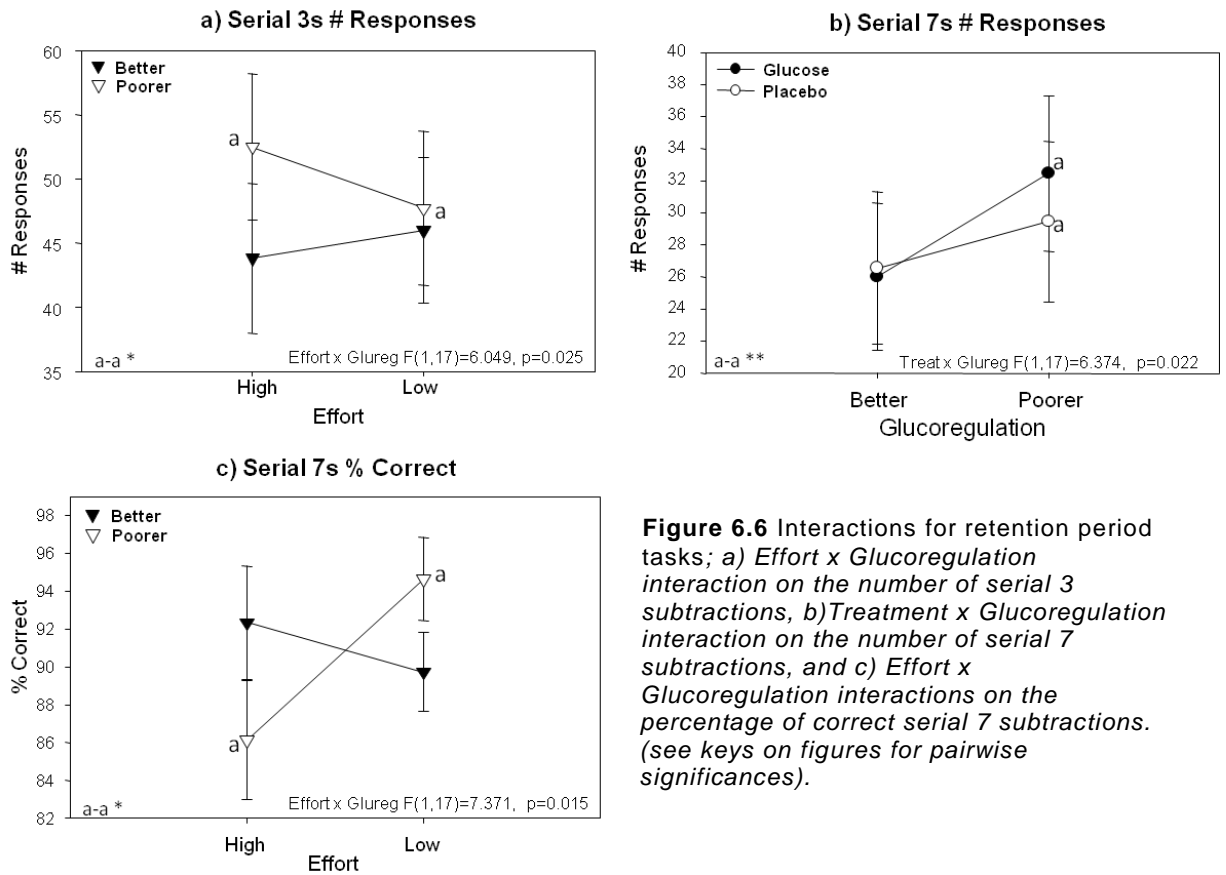 a) Serial 3s # Responses
60
55
50
45
40
35
# Responses
▼ Better
▽ Poorer
a
a
a-a *
Effort x Glureg F(1,17)=6.049, p=0.025
High
Low
Effort
b) Serial 7s # Responses
40
38
36
34
32
30
28
26
24
22
20
# Responses
Glucose
Placebo
a
a
a-a **
Treat x Glureg F(1,17)=6.374, p=0.022
Better
Poorer
Glucoregulation
c) Serial 7s % Correct
98
96
94
92
90
88
86
84
82
% Correct
▼ Better
▽ Poorer
a
a
a-a *
Effort x Glureg F(1,17)=7.371, p=0.015
High
Low
Effort
Figure 6.6 Interactions for retention period
tasks; a) Effort x Glucoregulation
interaction on the number of serial 3
subtractions, b)Treatment x Glucoregulation
interaction on the number of serial 7
subtractions, and c) Effort x
Glucoregulation interactions on the
percentage of correct serial 7 subtractions.
(see keys on figures for pairwise
significances).